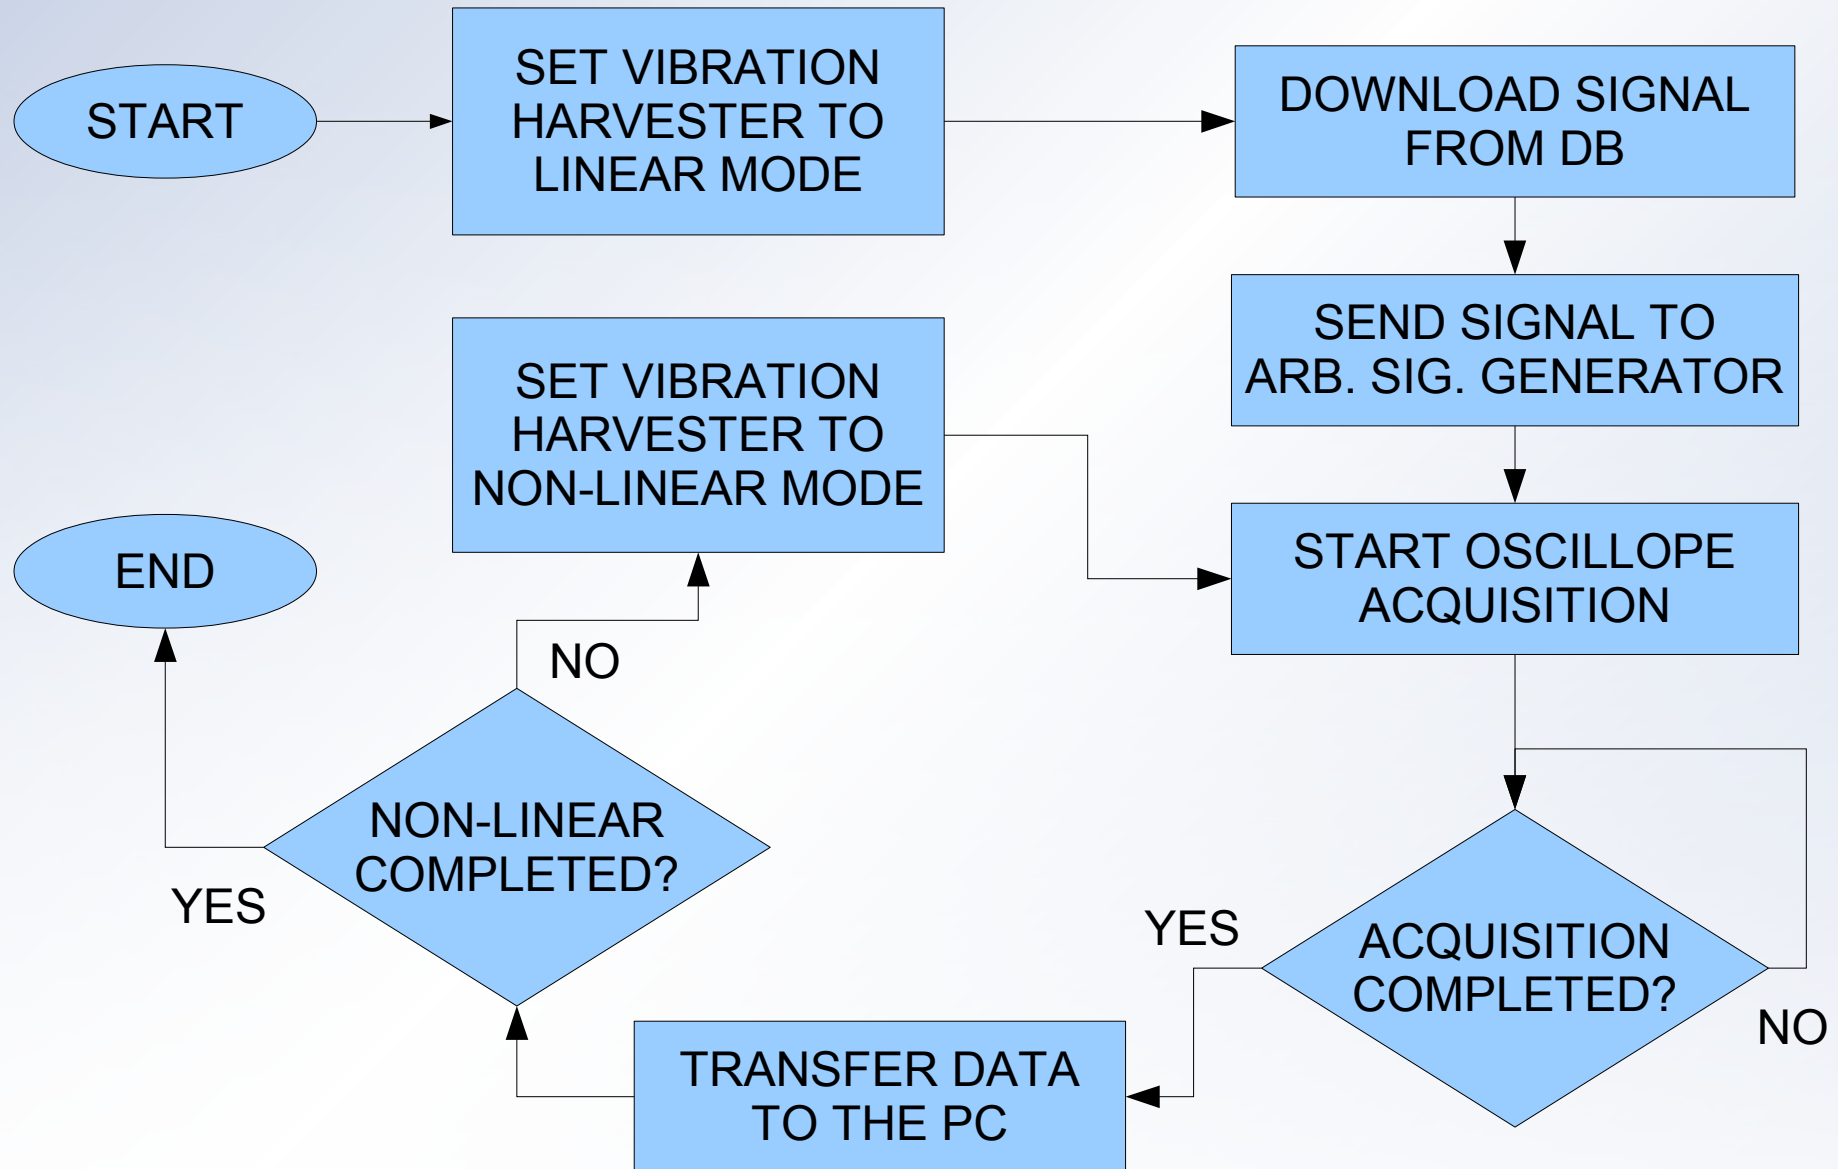 START
SET VIBRATION
HARVESTER TO
LINEAR MODE
DOWNLOAD SIGNAL
FROM DB
SEND SIGNAL TO
ARB. SIG. GENERATOR
SET VIBRATION
HARVESTER TO
NON-LINEAR MODE
START OSCILLOPE
ACQUISITION
END
NO
NON-LINEAR
COMPLETED?
YES
YES
ACQUISITION
COMPLETED?
NO
TRANSFER DATA
TO THE PC